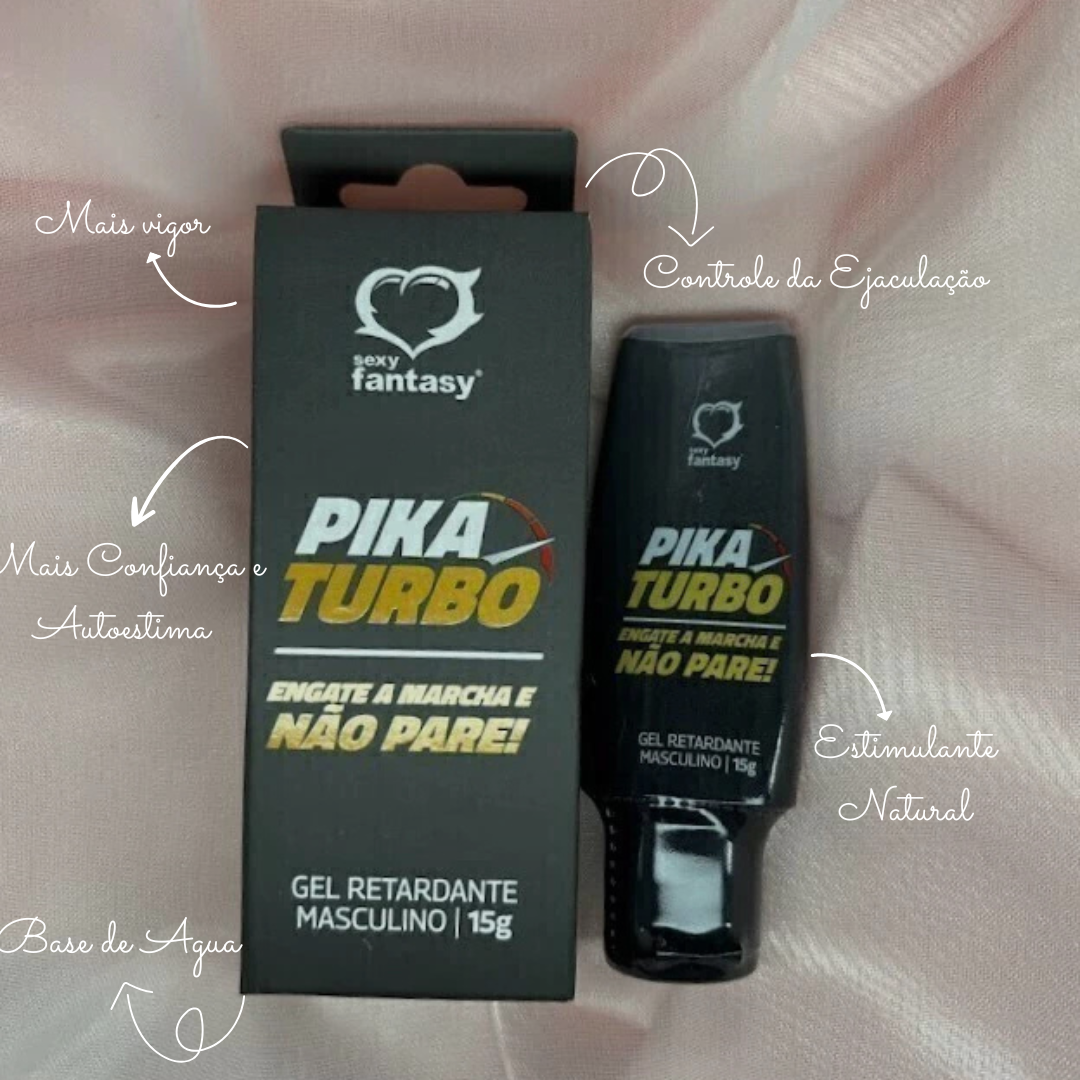 Mais vigor
Controle da Ejaculação
sexy
fantasy®
sexy
fantasy
Mais Confiança e
Autoestima
PIKA
TURBO
ENGATE A MARCHA E
NÃO PARE!
GEL RETARDANTE
MASCULINO | 15g
PIKA
TURBO
ENGATE A MARCHA E
NÃO PARE!
GEL RETARDANTE
MASCULINO | 15g
Estimulante
Natural
Base de Agua